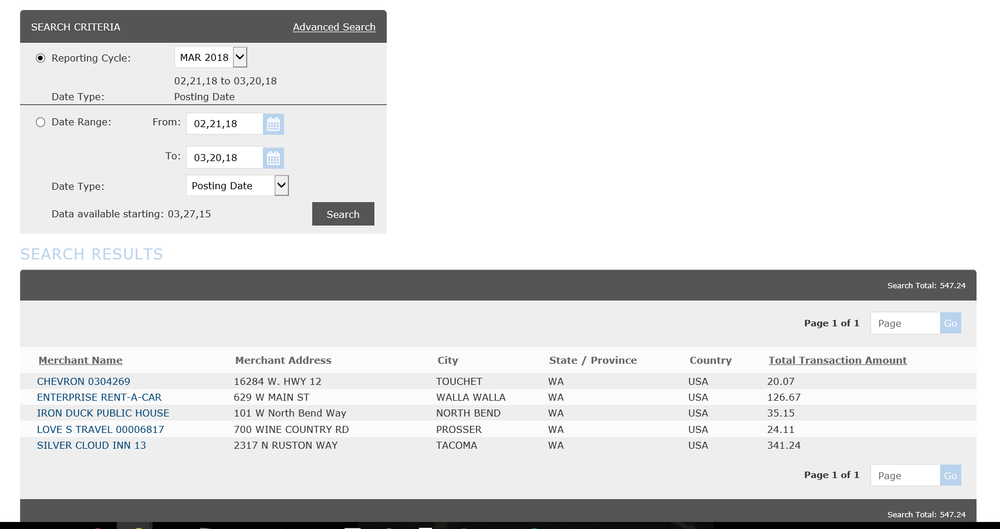 SEARCH CRITERIA Advanced Search
Reporting Cycle: MAR 2018
02,21,18 to 03,20,18
Date Type: Posting Date
Date Range: From: 02,21,18
To: 03,20,18
Date Type: Posting Date
Data available starting: 03,27,15 Search
SEARCH RESULTS
Search Total: 547.24
Page 1 of 1 Page Go
Merchant Name Merchant Address City State / Province Country Total Transaction Amount
CHEVRON 0304269 16284 W. HWY 12 TOUCHET WA USA 20.07
ENTERPRISE RENT-A-CAR 629 W MAIN ST WALLA WALLA WA USA 126.67
IRON DUCK PUBLIC HOUSE 101 W North Bend Way NORTH BEND WA USA 35.15
LOVE S TRAVEL 00006817 700 WINE COUNTRY RD PROSSER WA USA 24.11
SILVER CLOUD INN 13 2317 N RUSTON WAY TACOMA WA USA 341.24
Page 1 of 1 Page Go
Search Total: 547.24